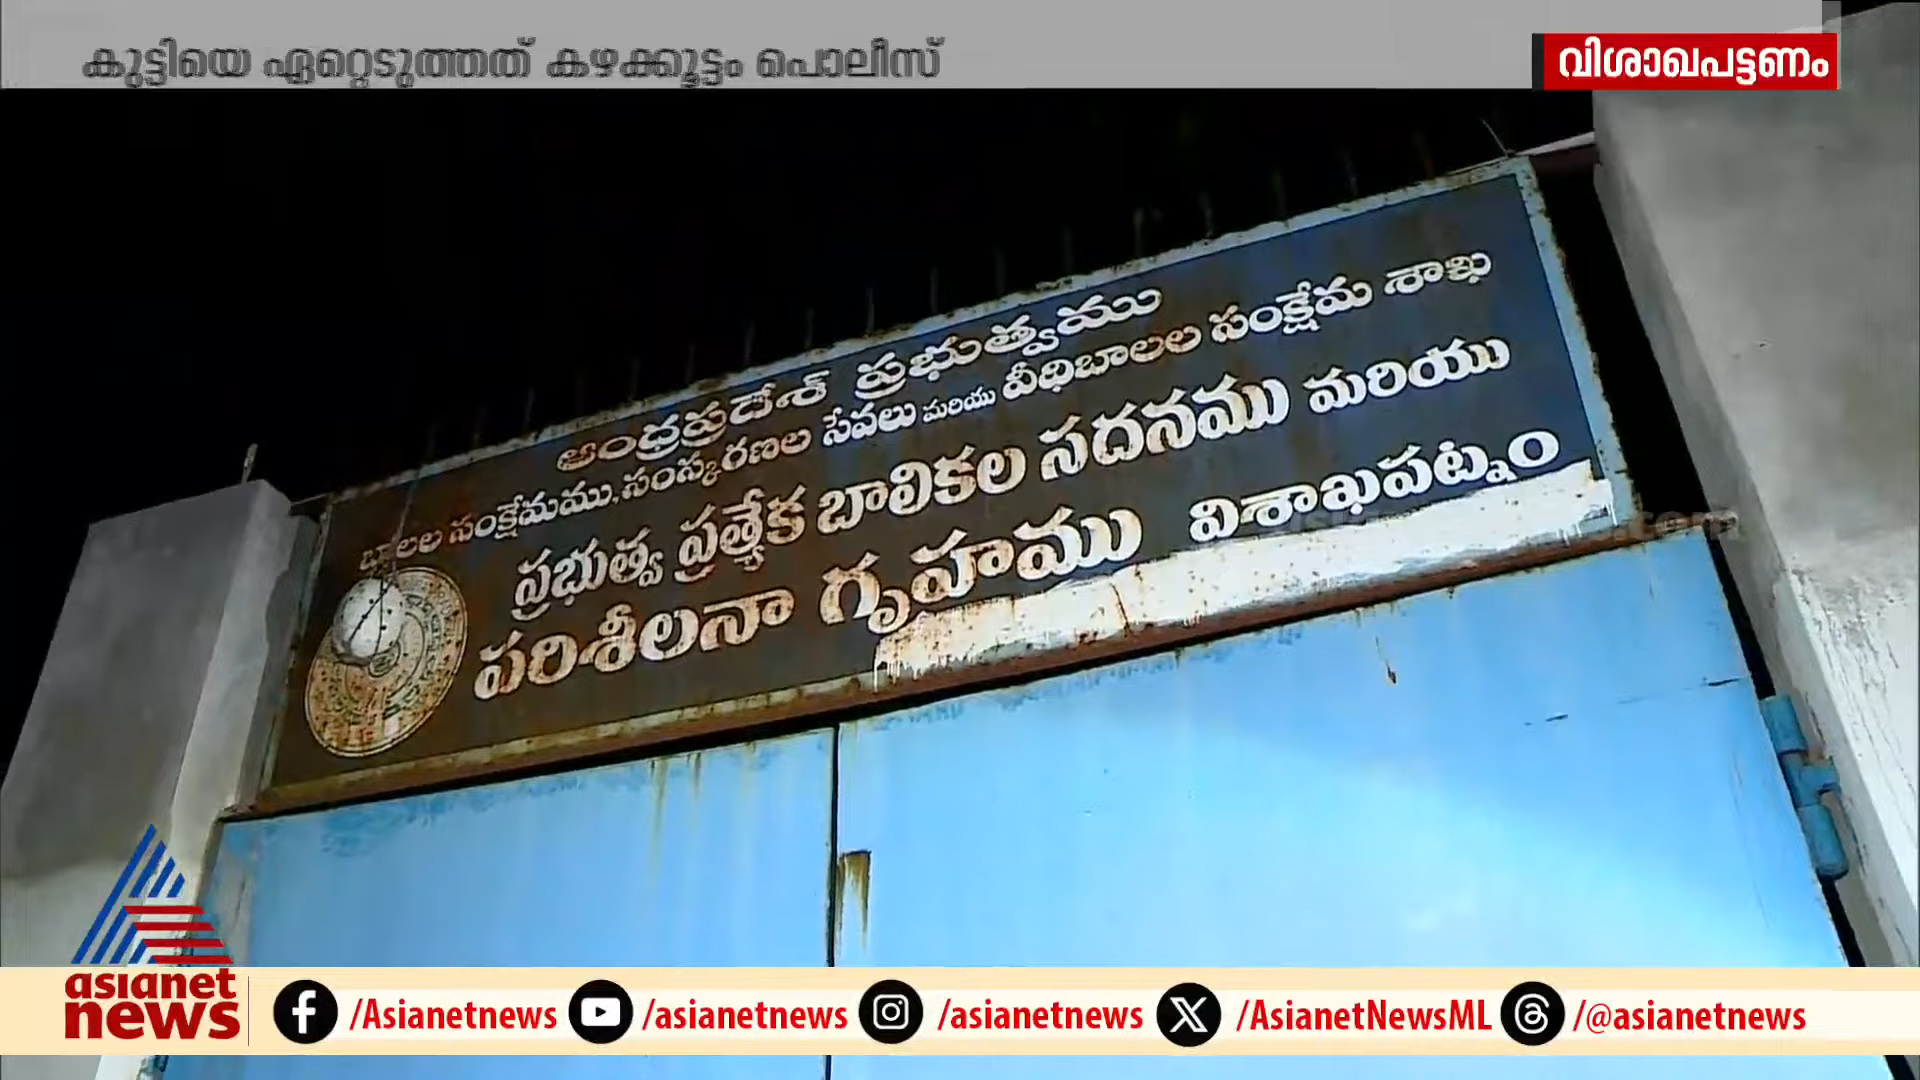 കുട്ടിയെ ഏറ്റെടുത്തത് കഴക്കൂട്ടം പൊലീസ്
വിശാഖപട്ടണം
ఆంధ్రప్రదేశ్ ప్రభుత్వము
బాలల సంక్షేమము.సంస్కరణల సేవలు మరియు వీధిబాలల సంక్షేమ శాఖ
ప్రభుత్వ ప్రత్యేక బాలికల సదనము మరియు
పరిశీలనా గృహము విశాఖపట్నం
asianet
news
/Asianetnews
/asianetnews
/asianetnews
/AsianetNewsML
/@asianetnews